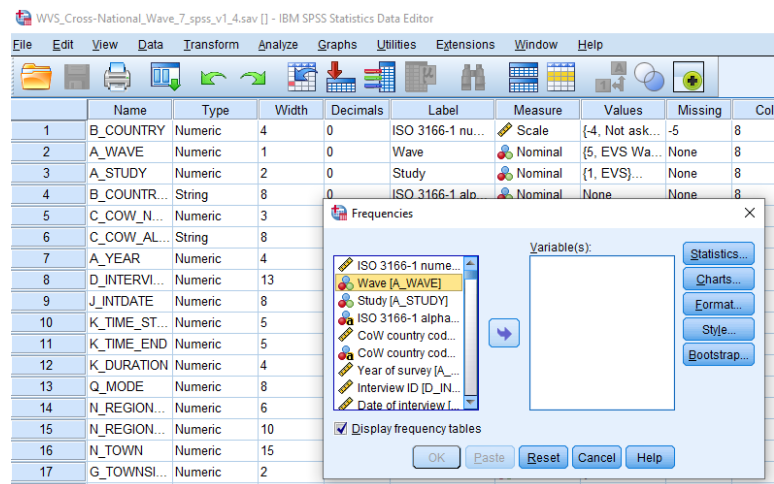 WVS_Cross-National_Wave_7_spss_v1_4.sav [] - IBM SPSS Statistics Data Editor
File Edit View Data Transform Analyze Graphs Utilities Extensions Window Help
Name Type Width Decimals Label Measure Values Missing Col
1 B_COUNTRY Numeric 4 0 ISO 3166-1 nu... Scale {-4, Not ask... -5 8
2 A_WAVE Numeric 1 0 Wave Nominal {5, EVS Wa... None 8
3 A_STUDY Numeric 2 0 Study Nominal {1, EVS}... None 8
4 B_COUNTR... String 8 0 ISO 3166-1 alp... Nominal None None 8
5 C_COW_N... Numeric 3
6 C_COW_AL... String 8
7 A_YEAR Numeric 4
8 D_INTERVI... Numeric 13
9 J_INTDATE Numeric 8
10 K_TIME_ST... Numeric 5
11 K_TIME_END Numeric 5
12 K_DURATION Numeric 4
13 Q_MODE Numeric 8
14 N_REGION... Numeric 6
15 N_REGION... Numeric 10
16 N_TOWN Numeric 15
17 G_TOWNSI... Numeric 2
Frequencies
Variable(s):
ISO 3166-1 nume...
Wave [A_WAVE]
Study [A_STUDY]
ISO 3166-1 alpha...
CoW country cod...
CoW country cod...
Year of survey [A_...
Interview ID [D_IN...
Date of interview [...
Statistics...
Charts...
Format...
Style...
Bootstrap...
Display frequency tables
OK Paste Reset Cancel Help